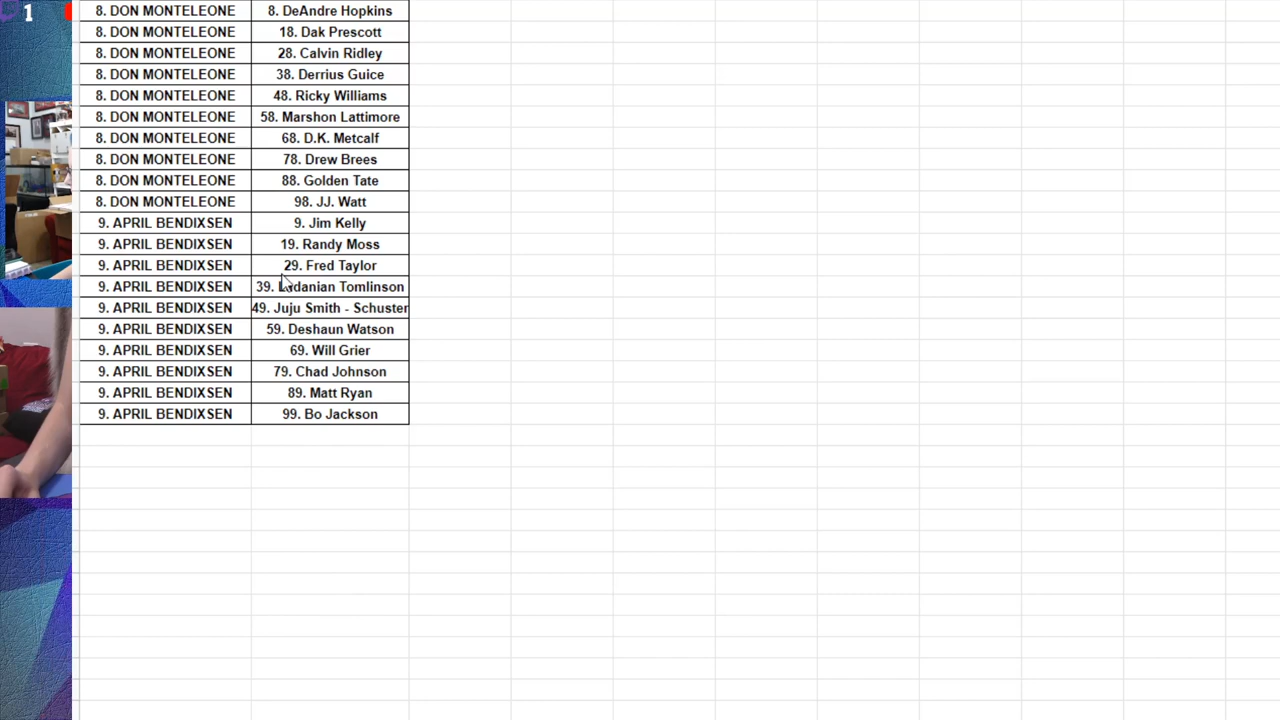 1
8. DON MONTELEONE 8. DeAndre Hopkins
8. DON MONTELEONE 18. Dak Prescott
8. DON MONTELEONE 28. Calvin Ridley
8. DON MONTELEONE 38. Derrius Guice
8. DON MONTELEONE 48. Ricky Williams
8. DON MONTELEONE 58. Marshon Lattimore
8. DON MONTELEONE 68. D.K. Metcalf
8. DON MONTELEONE 78. Drew Brees
8. DON MONTELEONE 88. Golden Tate
8. DON MONTELEONE 98. JJ. Watt
9. APRIL BENDIXSEN 9. Jim Kelly
9. APRIL BENDIXSEN 19. Randy Moss
9. APRIL BENDIXSEN 29. Fred Taylor
9. APRIL BENDIXSEN 39. Ladanian Tomlinson
9. APRIL BENDIXSEN 49. Juju Smith - Schuster
9. APRIL BENDIXSEN 59. Deshaun Watson
9. APRIL BENDIXSEN 69. Will Grier
9. APRIL BENDIXSEN 79. Chad Johnson
9. APRIL BENDIXSEN 89. Matt Ryan
9. APRIL BENDIXSEN 99. Bo Jackson